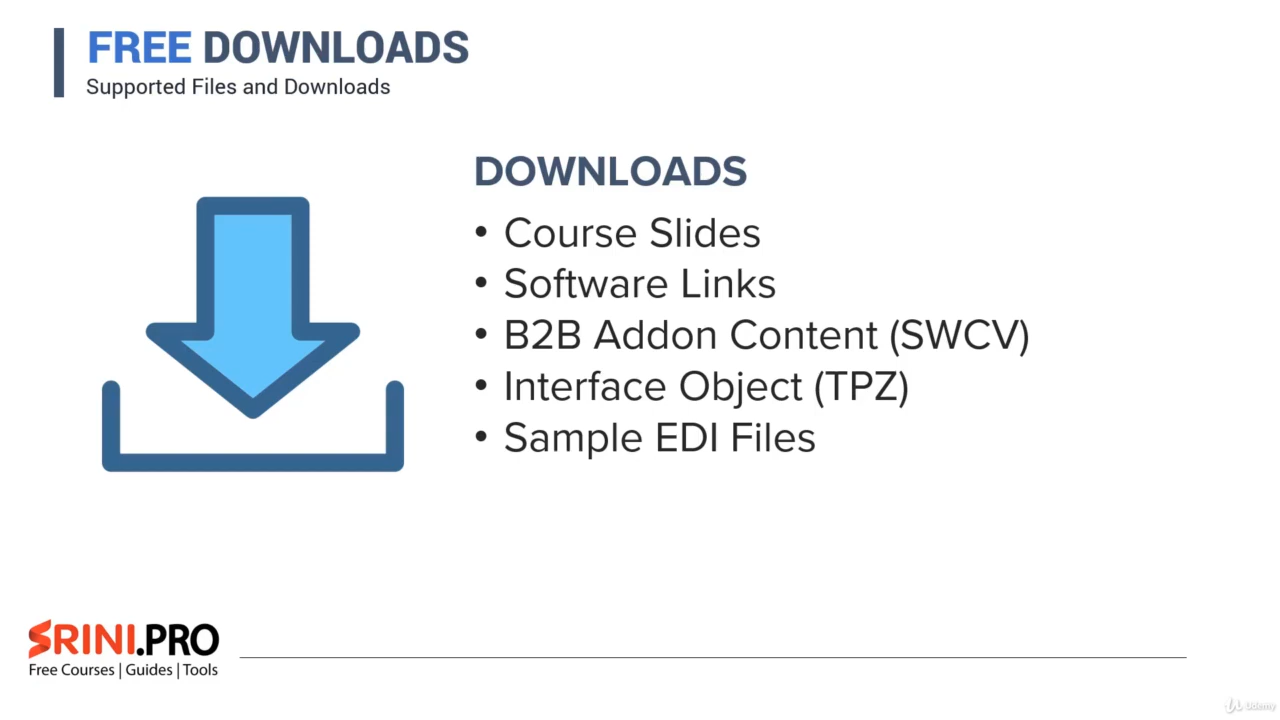 FREE DOWNLOADS
Supported Files and Downloads
DOWNLOADS
• Course Slides
• Software Links
• B2B Addon Content (SWCV)
• Interface Object (TPZ)
• Sample EDI Files
SRINI.PRO
Free Courses | Guides | Tools
Udemy